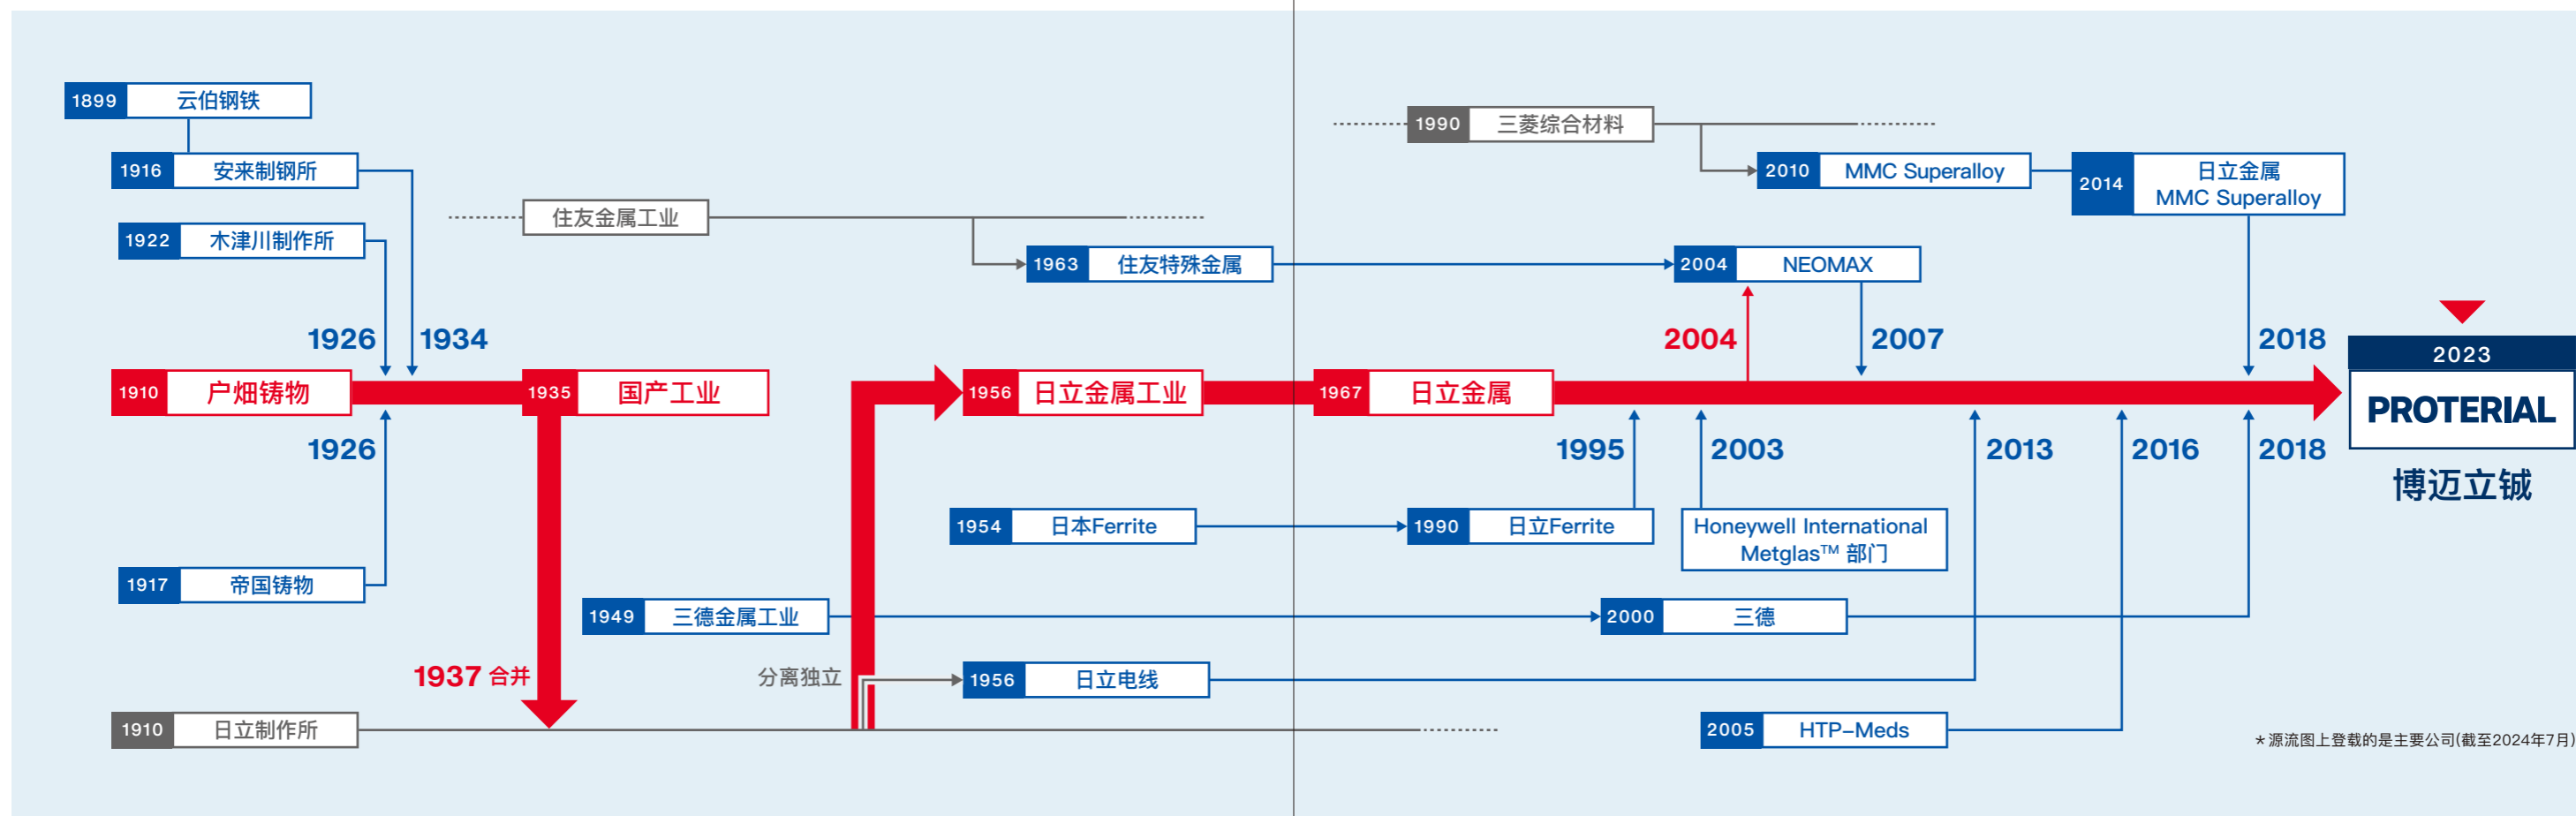 1899 云伯钢铁
1916 安来制钢所
1922 木津川制作所
1926
1934
1910 户畑铸物
1935 国产工业
1926
1917 帝国铸物
1937 合并
1910 日立制作所
住友金属工业
1963 住友特殊金属
1956 日立金属工业
1967 日立金属
1954 日本Ferrite
1990 日立Ferrite
1949 三德金属工业
2000 三德
分离独立
1956 日立电线
1990 三菱综合材料
2010 MMC Superalloy
2014 日立金属
MMC Superalloy
2004 NEOMAX
2004
2007
2018
1995
2003
2013
2016
2018
Honeywell International
Metglas™ 部门
2005 HTP-Meds
2023
PROTERIAL
博迈立铖
*源流图上登载的是主要公司(截至2024年7月)